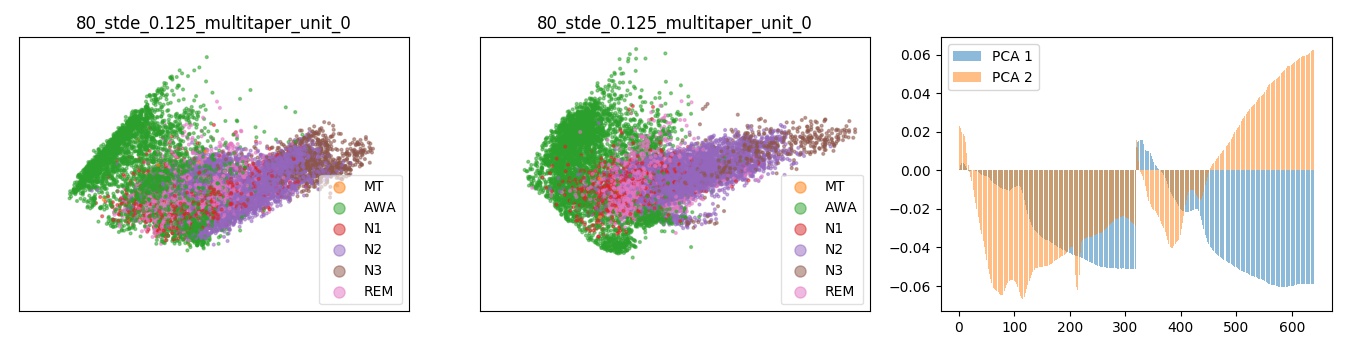 80_stde_0.125_multitaper_unit_0
MT
AWA
N1
N2
N3
REM
80_stde_0.125_multitaper_unit_0
MT
AWA
N1
N2
N3
REM
PCA 1
PCA 2
0.06
0.04
0.02
0.00
−0.02
−0.04
−0.06
0 100 200 300 400 500 600